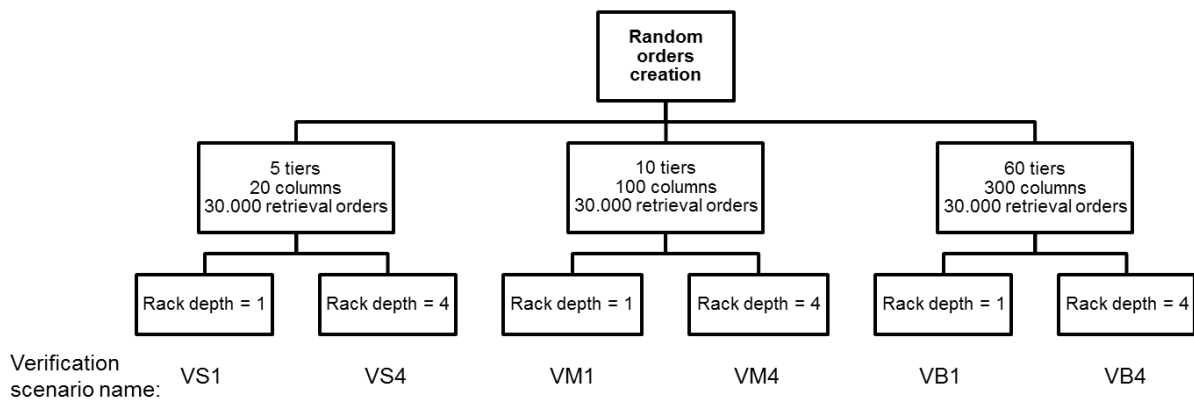 Random
orders
creation
5 tiers
20 columns
30.000 retrieval orders
10 tiers
100 columns
30.000 retrieval orders
60 tiers
300 columns
30.000 retrieval orders
Rack depth = 1
Rack depth = 4
Rack depth = 1
Rack depth = 4
Rack depth = 1
Rack depth = 4
Verification
scenario name:
VS1
VS4
VM1
VM4
VB1
VB4